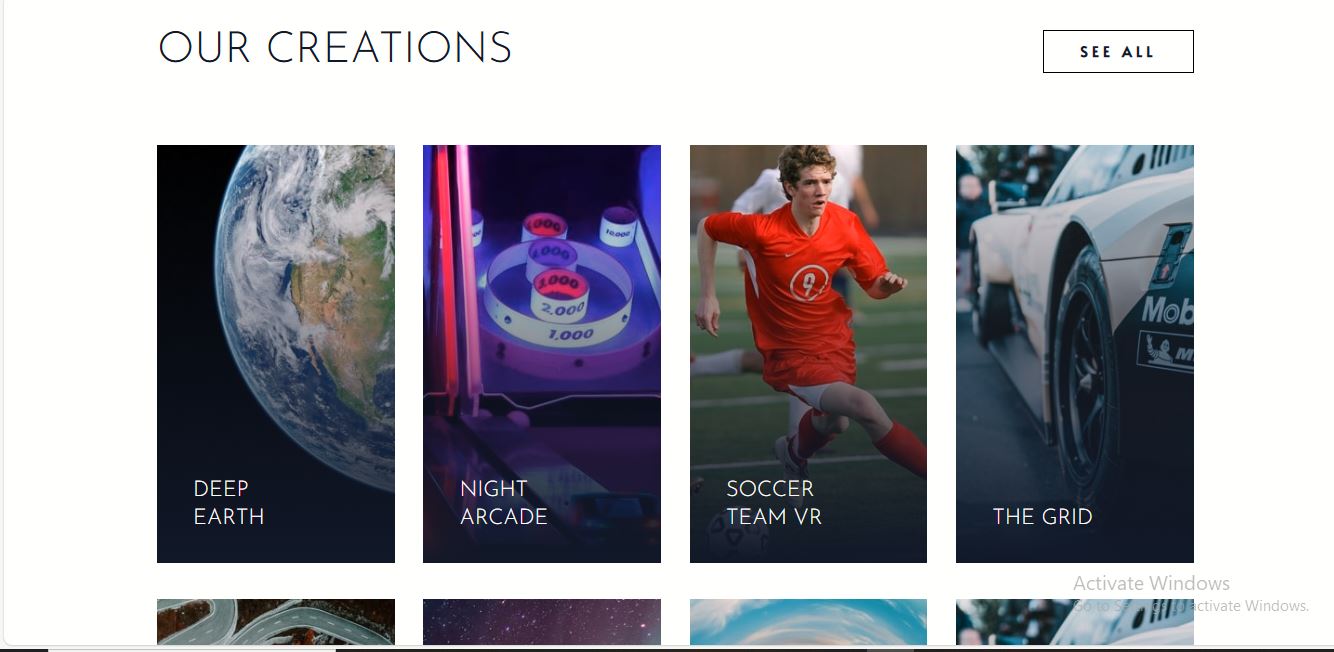 OUR CREATIONS
SEE ALL
1,000
10,000
1,000
1,000
2,000
1,000
9
Mob
DEEP
EARTH
NIGHT
ARCADE
SOCCER
TEAM VR
THE GRID
Activate Windows
Go to Settings to activate Windows.